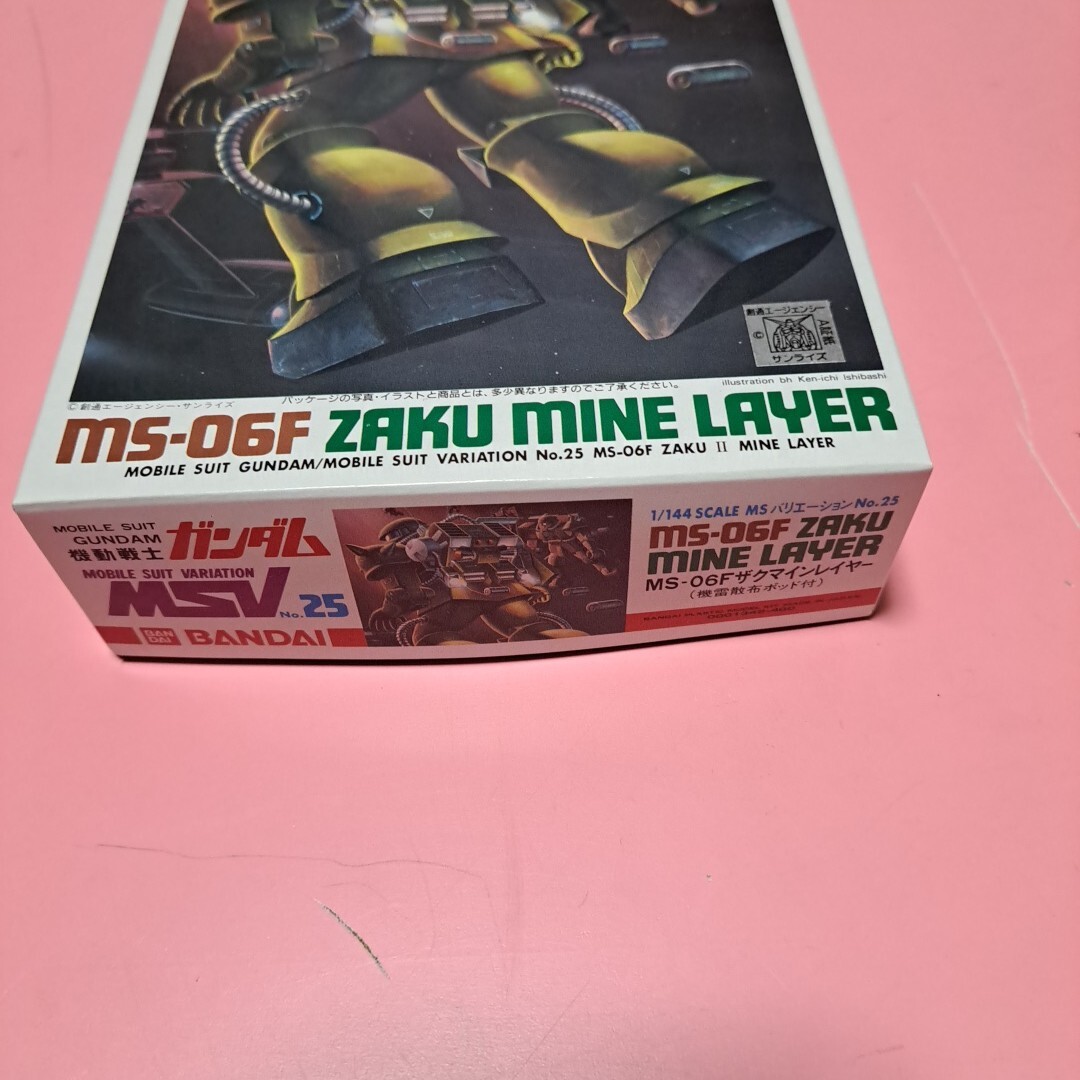 創通エージェンシー
©
証紙
サンライズ
illustration bh Ken-ichi Ishibashi
パッケージの写真・イラストと商品とは、多少異なりますのでご了承ください。
©創通エージェンシー・サンライズ
MS-06F ZAKU MINE LAYER
MOBILE SUIT GUNDAM/MOBILE SUIT VARIATION No.25 MS-06F ZAKU II MINE LAYER
MOBILE SUIT
GUNDAM
機動戦士 ガンダム
MOBILE SUIT VARIATION
MSV No.25
BAN
DAI
BANDAI
1/144 SCALE MSバリエーション No.25
MS-06F ZAKU
MINE LAYER
MS-06Fザクマインレイヤー
(機雷散布ポッド付)